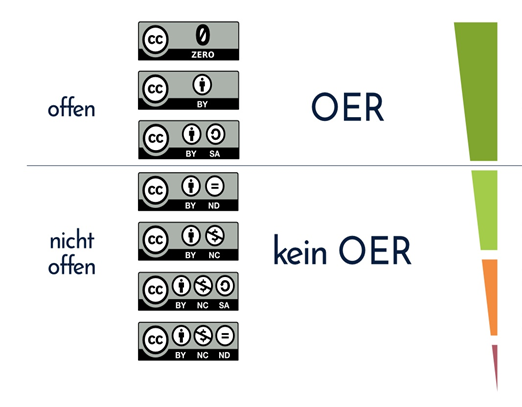 cc 0
ZERO
cc
BY
offen
OER
cc
BY SA
cc =
BY ND
cc
BY NC
nicht
offen
kein OER
cc
BY NC SA
cc =
BY NC ND